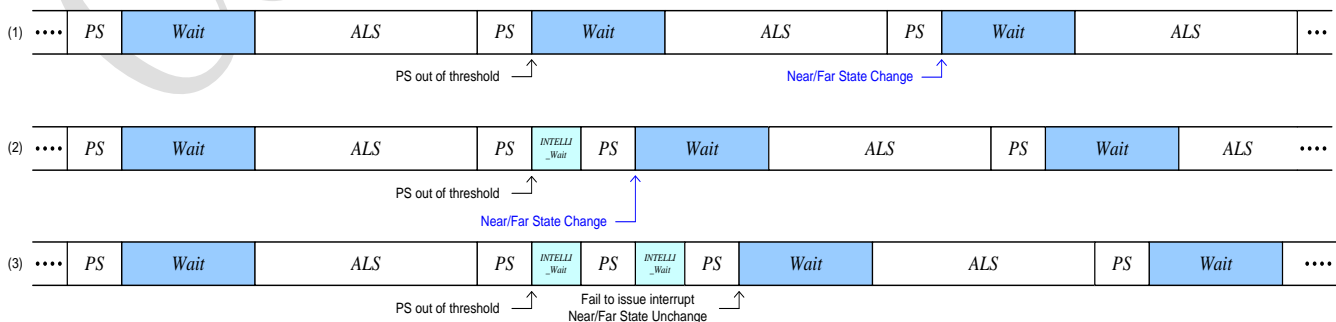 (1) •••• PS Wait ALS PS Wait ALS PS Wait ALS •••
PS out of threshold
Near/Far State Change
(2) •••• PS Wait ALS PS INTELLI _Wait PS Wait ALS PS Wait ALS ••••
PS out of threshold
Near/Far State Change
(3) •••• PS Wait ALS PS INTELLI _Wait PS INTELLI _Wait PS Wait ALS PS Wait ••••
PS out of threshold
Fail to issue interrupt
Near/Far State Unchange